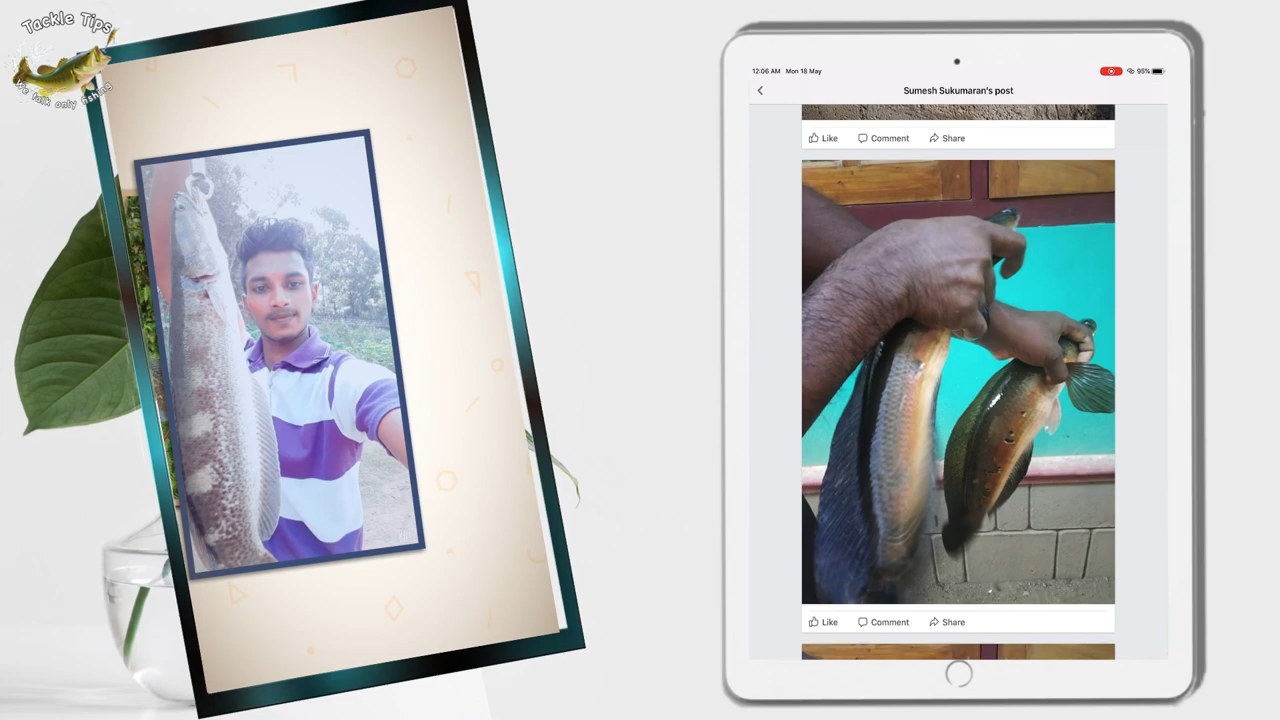 Tackle Tips
We talk only fishing
12:06 AM Mon 18 May
95%
Sumesh Sukumaran's post
Like Comment Share
Like Comment Share